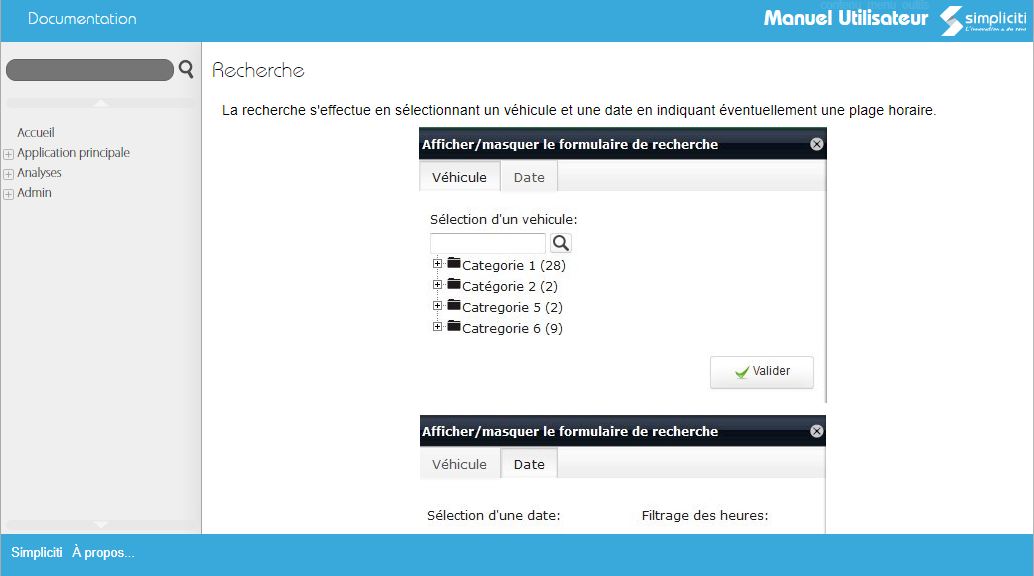 Documentation
contenu menu outils
Manuel Utilisateur
simpliciti
Recherche
La recherche s'effectue en sélectionnant un véhicule et une date en indiquant éventuellement une plage horaire.
Accueil
Application principale
Analyses
Admin
Afficher/masquer le formulaire de recherche
Véhicule Date
Sélection d'un vehicule:
Categorie 1 (28)
Catégorie 2 (2)
Catregorie 5 (2)
Catregorie 6 (9)
Valider
Afficher/masquer le formulaire de recherche
Véhicule Date
Sélection d'une date: Filtrage des heures:
Simpliciti À propos...